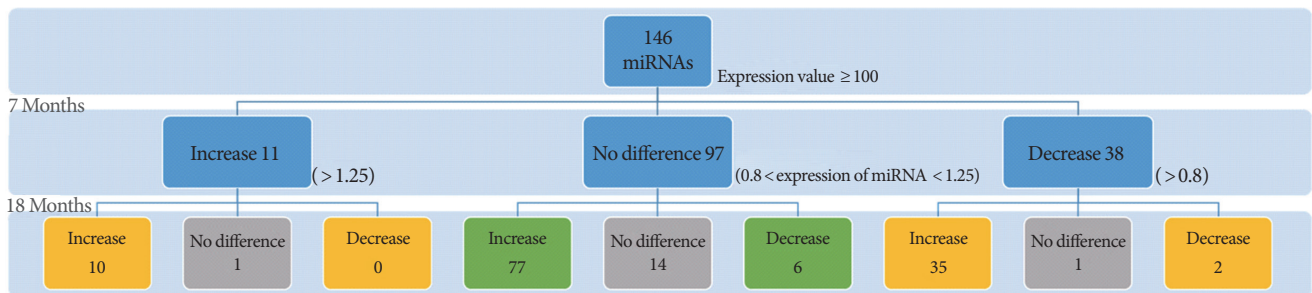 146
miRNAs
Expression value ≥100
7 Months
Increase 11
(>1.25)
No difference 97
(0.8<expression of miRNA <1.25)
Decrease 38
(>0.8)
18 Months
Increase
10
No difference
1
Decrease
0
Increase
77
No difference
14
Decrease
6
Increase
35
No difference
1
Decrease
2